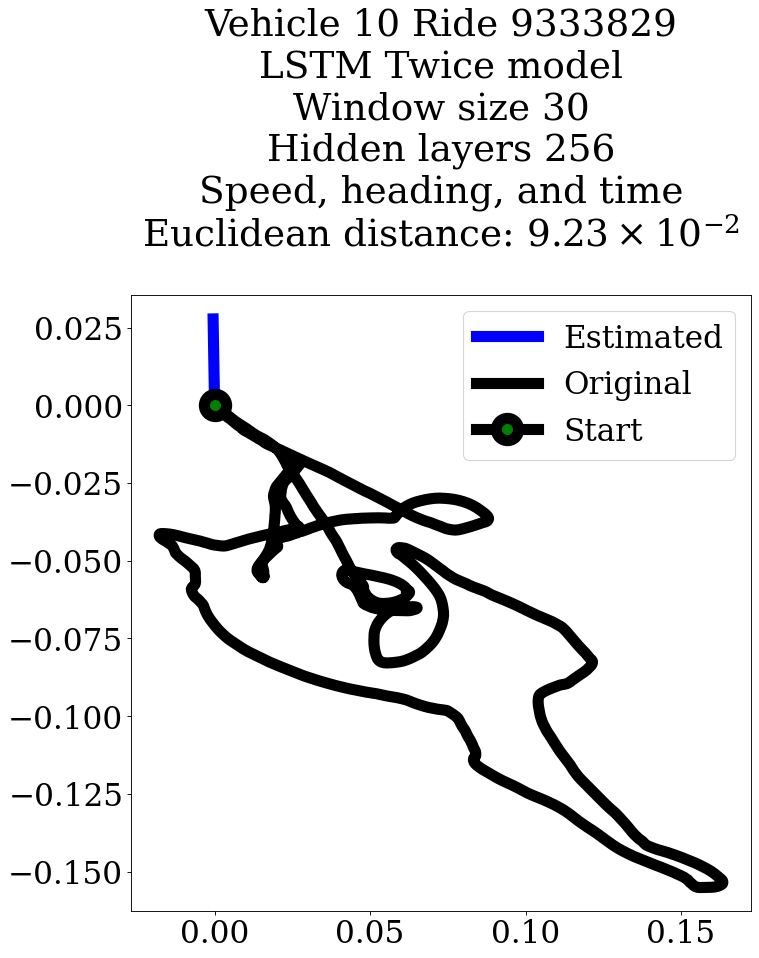 Vehicle 10 Ride 9333829
LSTM Twice model
Window size 30
Hidden layers 256
Speed, heading, and time
Euclidean distance: 9.23 × 10⁻²
Estimated
Original
Start
0.025
0.000
−0.025
−0.050
−0.075
−0.100
−0.125
−0.150
0.00 0.05 0.10 0.15